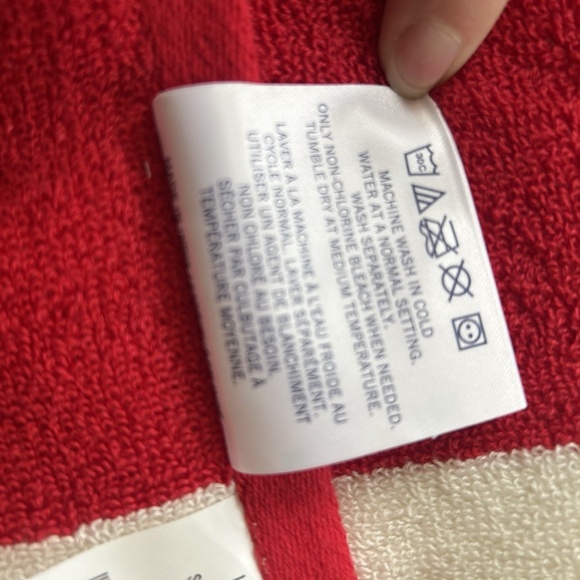 30C
MACHINE WASH IN COLD
WATER AT A NORMAL SETTING.
WASH SEPARATELY.
ONLY NON-CHLORINE BLEACH WHEN NEEDED.
TUMBLE DRY AT MEDIUM TEMPERATURE.
LAVER À LA MACHINE À L'EAU FROIDE AU
CYCLE NORMAL. LAVER SÉPARÉMENT.
UTILISER UN AGENT DE BLANCHIMENT
NON CHLORÉ AU BESOIN.
SÉCHER PAR CULBUTAGE À
TEMPÉRATURE MOYENNE.